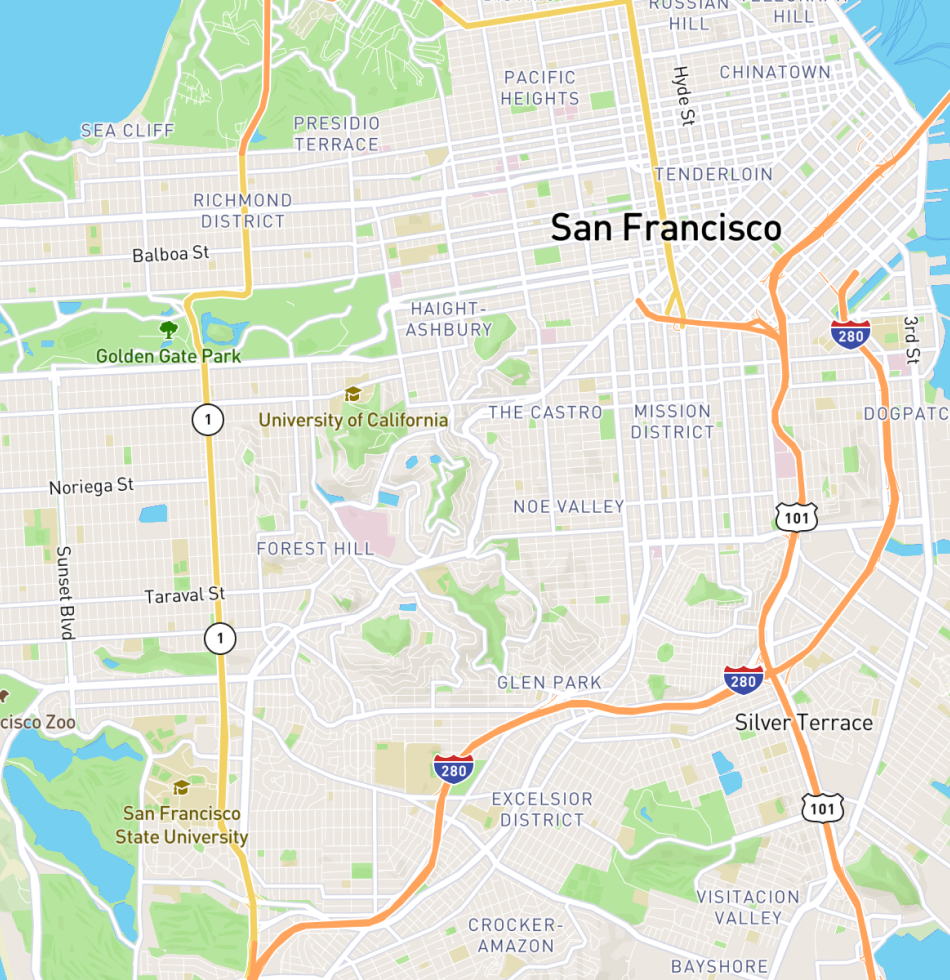 RUSSIAN
HILL
HILL
CHINATOWN
PACIFIC
HEIGHTS
Hyde St
SEA CLIFF
PRESIDIO
TERRACE
TENDERLOIN
RICHMOND
DISTRICT
San Francisco
Balboa St
HAIGHT-
ASHBURY
280
3rd St
Golden Gate Park
1
University of California
THE CASTRO
MISSION
DISTRICT
DOGPATC
Noriega St
NOE VALLEY
101
FOREST HILL
Sunset Blvd
Taraval St
1
GLEN PARK
280
cisco Zoo
Silver Terrace
280
EXCELSIOR
DISTRICT
101
San Francisco
State University
VISITACION
VALLEY
CROCKER-
AMAZON
BAYSHORE